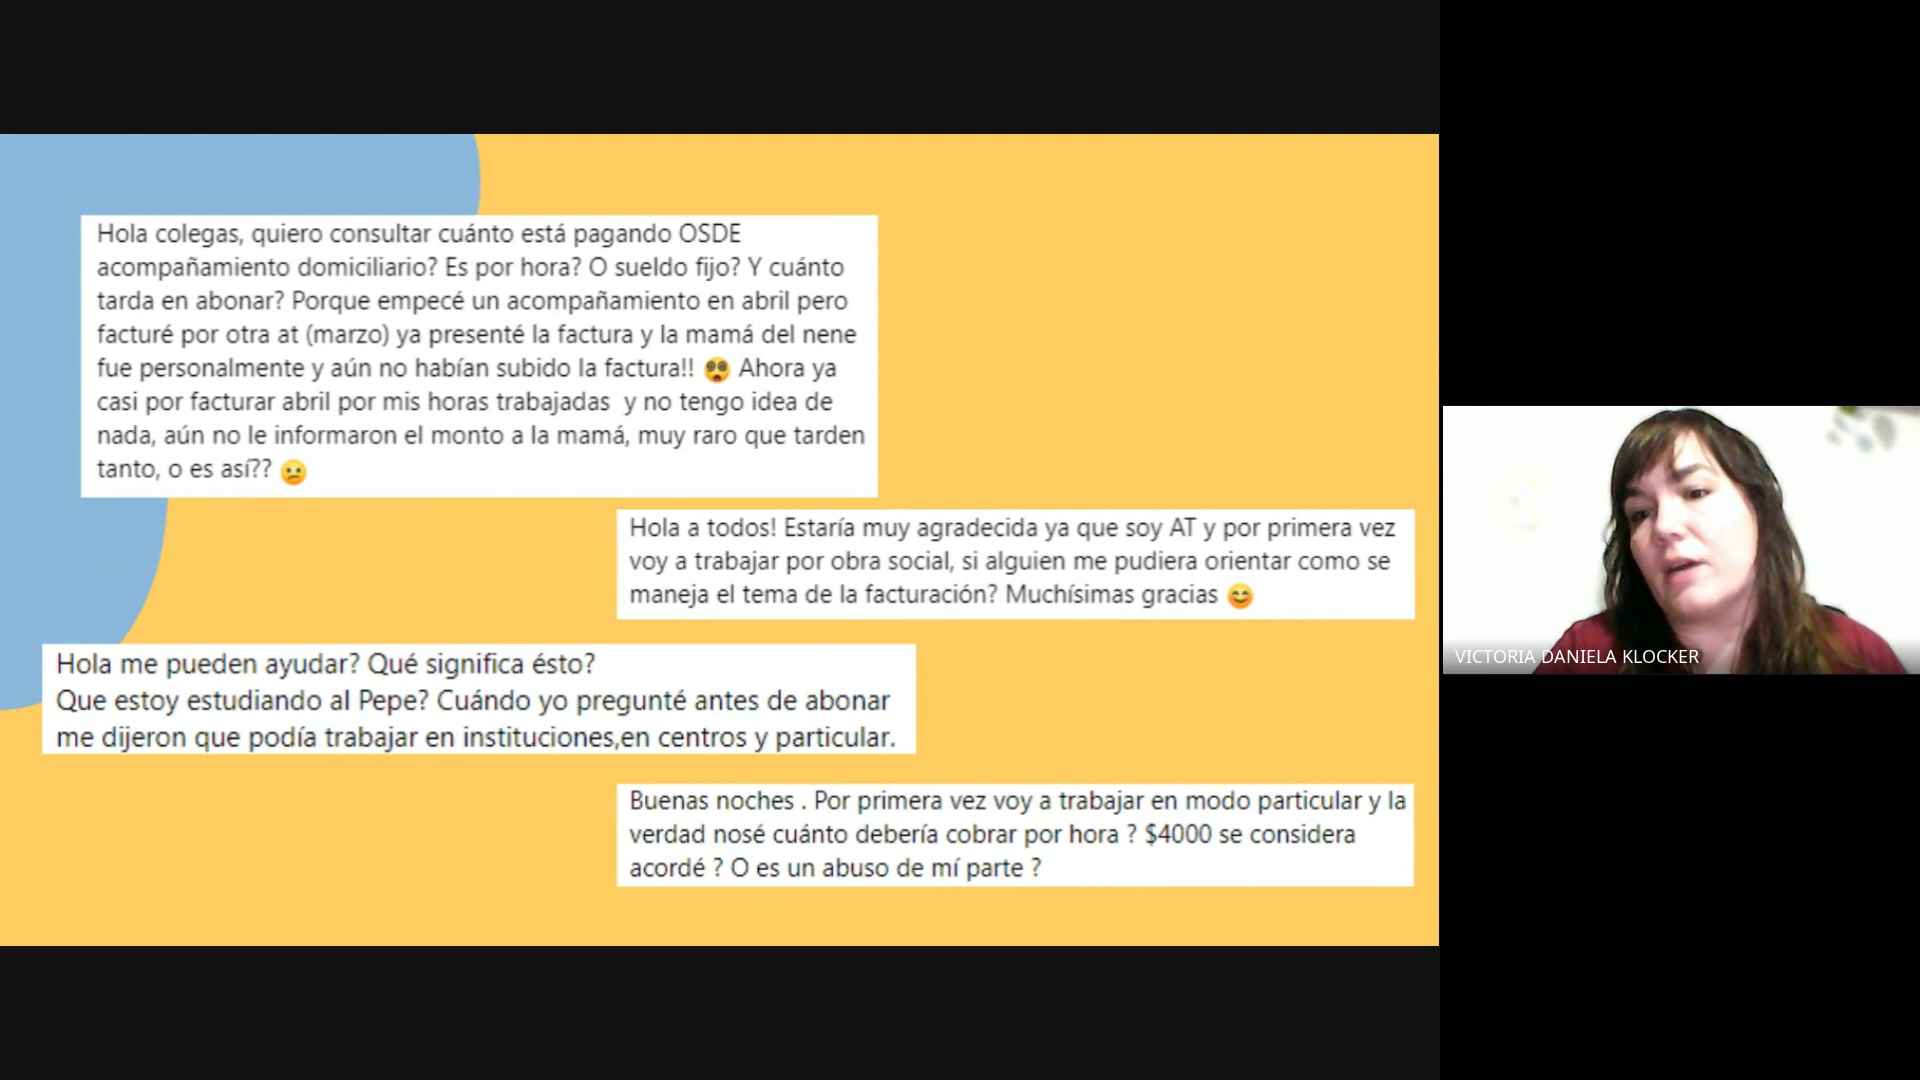 Hola colegas, quiero consultar cuánto está pagando OSDE
acompañamiento domiciliario? Es por hora? O sueldo fijo? Y cuánto
tarda en abonar? Porque empecé un acompañamiento en abril pero
facturé por otra at (marzo) ya presenté la factura y la mamá del nene
fue personalmente y aún no habían subido la factura!! 😵 Ahora ya
casi por facturar abril por mis horas trabajadas  y no tengo idea de
nada, aún no le informaron el monto a la mamá, muy raro que tarden
tanto, o es así?? 😕
Hola a todos! Estaría muy agradecida ya que soy AT y por primera vez
voy a trabajar por obra social, si alguien me pudiera orientar como se
maneja el tema de la facturación? Muchísimas gracias 😊
Hola me pueden ayudar? Qué significa ésto?
Que estoy estudiando al Pepe? Cuándo yo pregunté antes de abonar
me dijeron que podía trabajar en instituciones,en centros y particular.
Buenas noches . Por primera vez voy a trabajar en modo particular y la
verdad nosé cuánto debería cobrar por hora ? $4000 se considera
acordé ? O es un abuso de mí parte ?
VICTORIA DANIELA KLOCKER